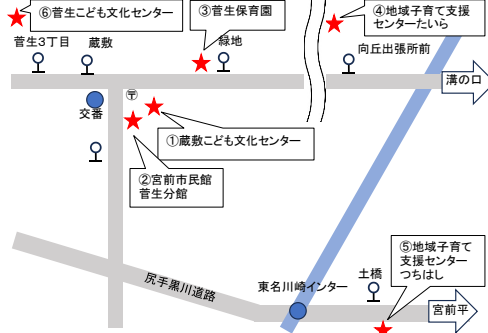 ⑥菅生こども文化センター
③菅生保育園
④地域子育て支援
センターたいら
菅生３丁目
蔵敷
緑地
向丘出張所前
溝の口
〶
交番
①蔵敷こども文化センター
②宮前市民館
菅生分館
⑤地域子育て
支援センター
つちはし
尻手黒川道路
東名川崎インター
土橋
宮前平